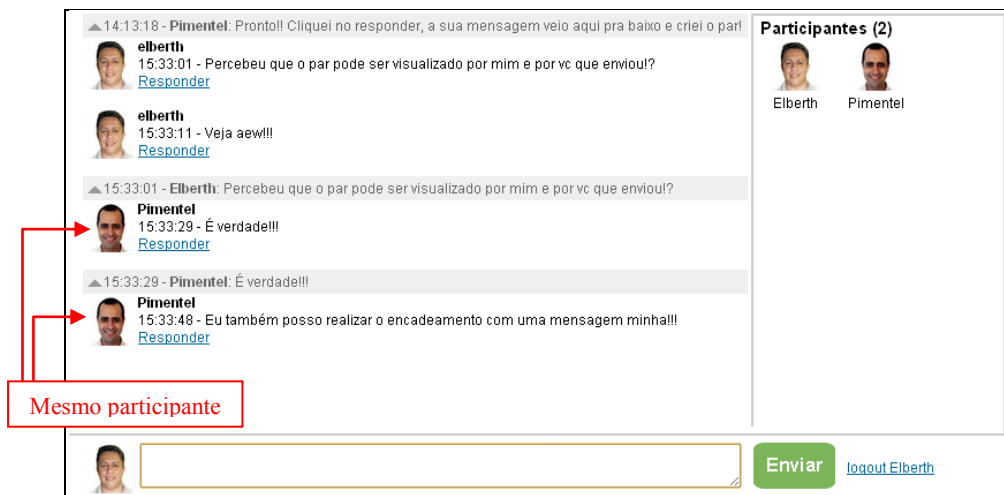 14:13:18 - Pimentel: Pronto!! Cliquei no responder, a sua mensagem veio aqui pra baixo e criei o par!
elberth
15:33:01 - Percebeu que o par pode ser visualizado por mim e por vc que enviou!?
Responder
elberth
15:33:11 - Veja aew!!!
Responder
15:33:01 - Elberth: Percebeu que o par pode ser visualizado por mim e por vc que enviou!?
Pimentel
15:33:29 - É verdade!!!
Responder
15:33:29 - Pimentel: É verdade!!!
Pimentel
15:33:48 - Eu também posso realizar o encadeamento com uma mensagem minha!!!
Responder
Mesmo participante
Participantes (2)
Elberth Pimentel
Enviar logout Elberth